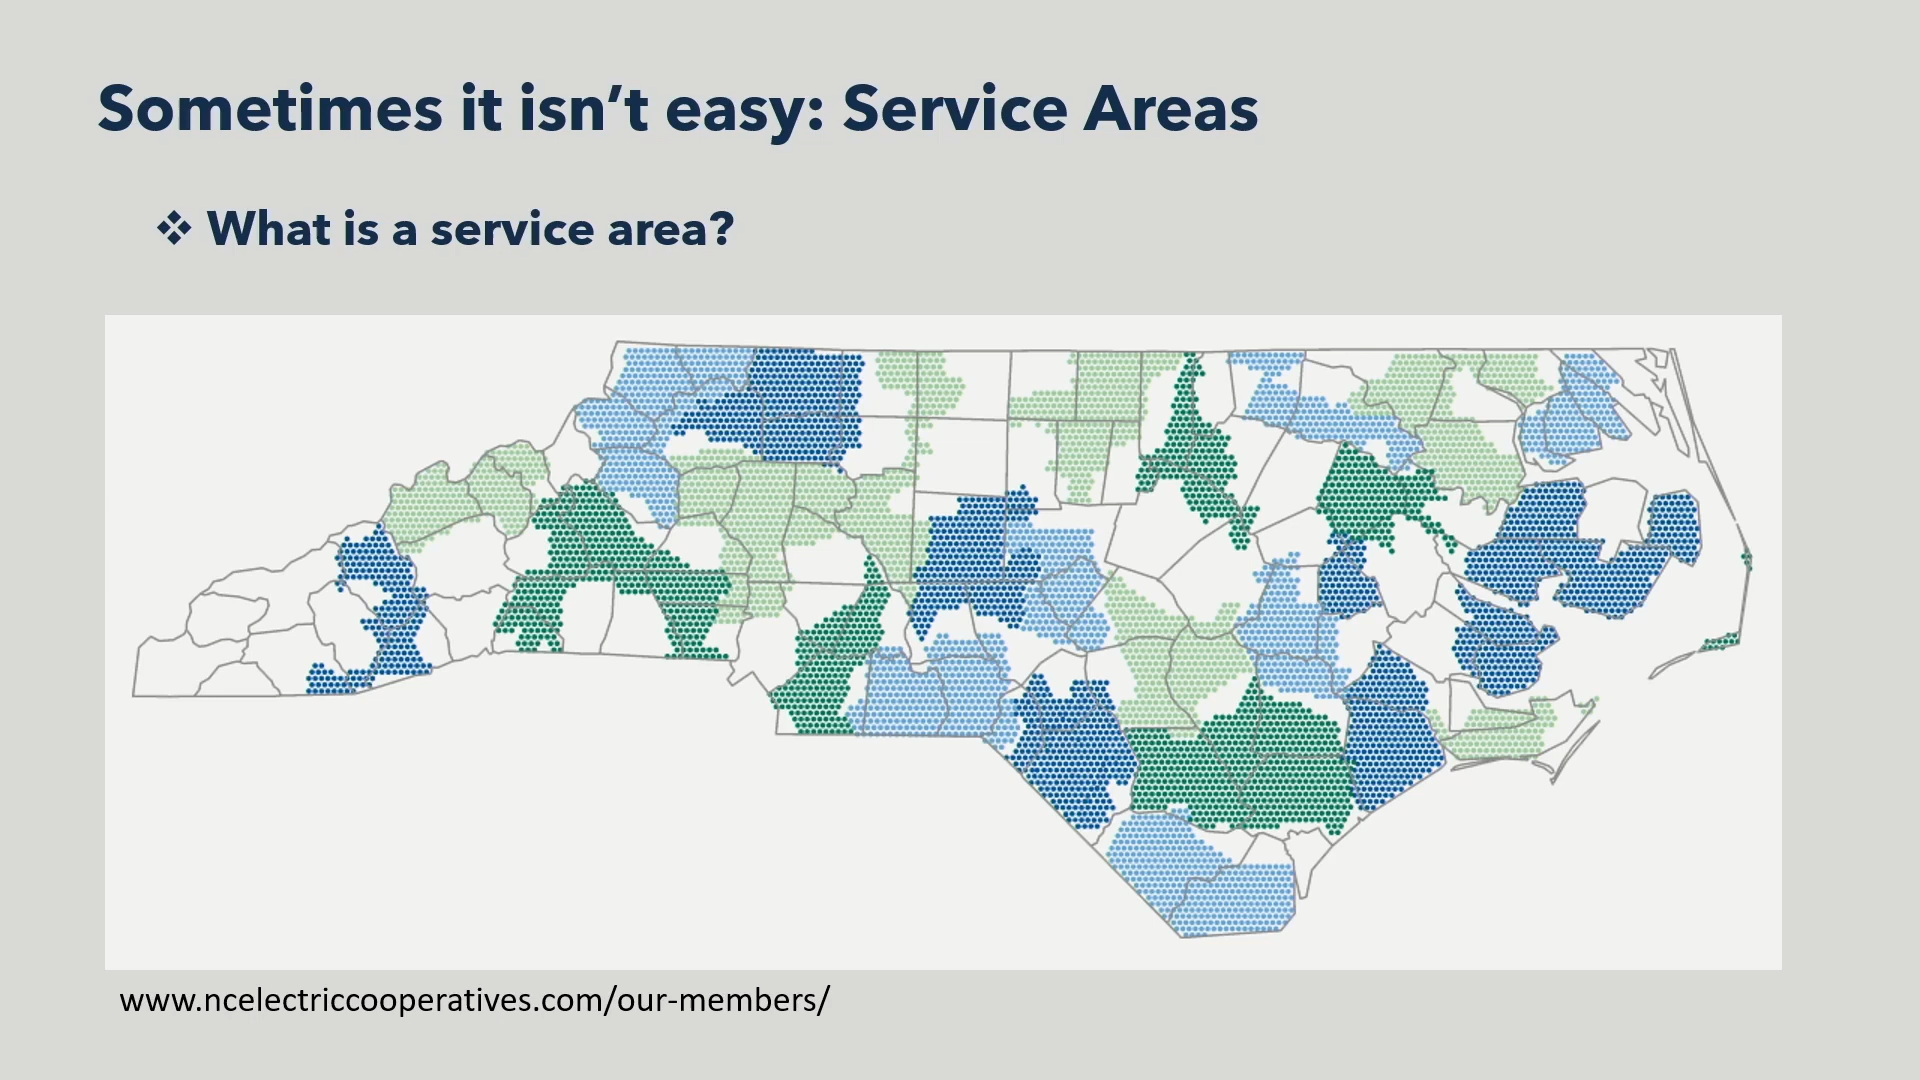 Sometimes it isn’t easy: Service Areas
❖ What is a service area?
www.ncelectriccooperatives.com/our-members/